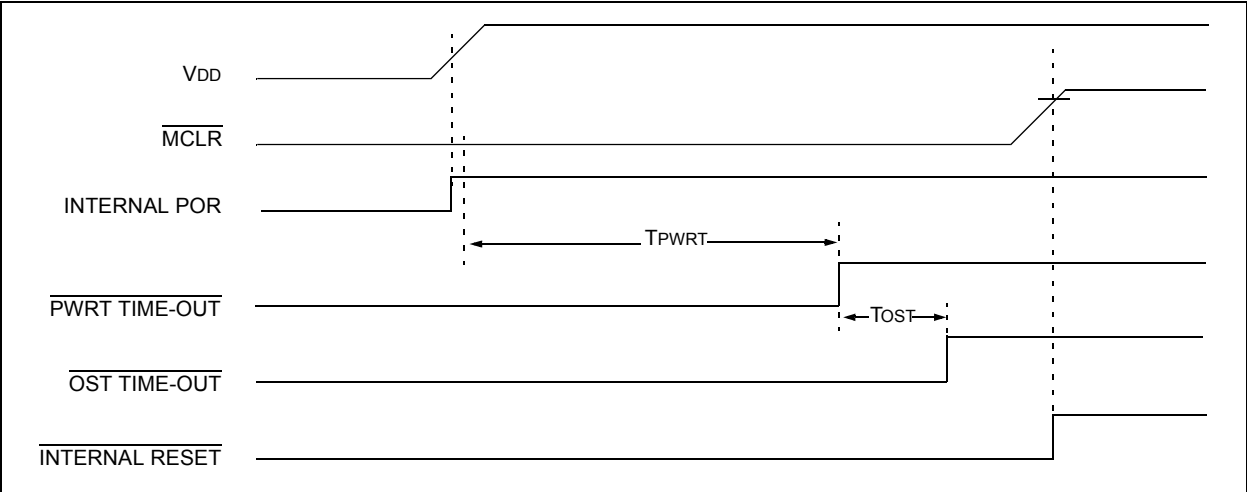 VDD
MCLR
INTERNAL POR
TPWRT
PWRT TIME-OUT
TOST
OST TIME-OUT
INTERNAL RESET